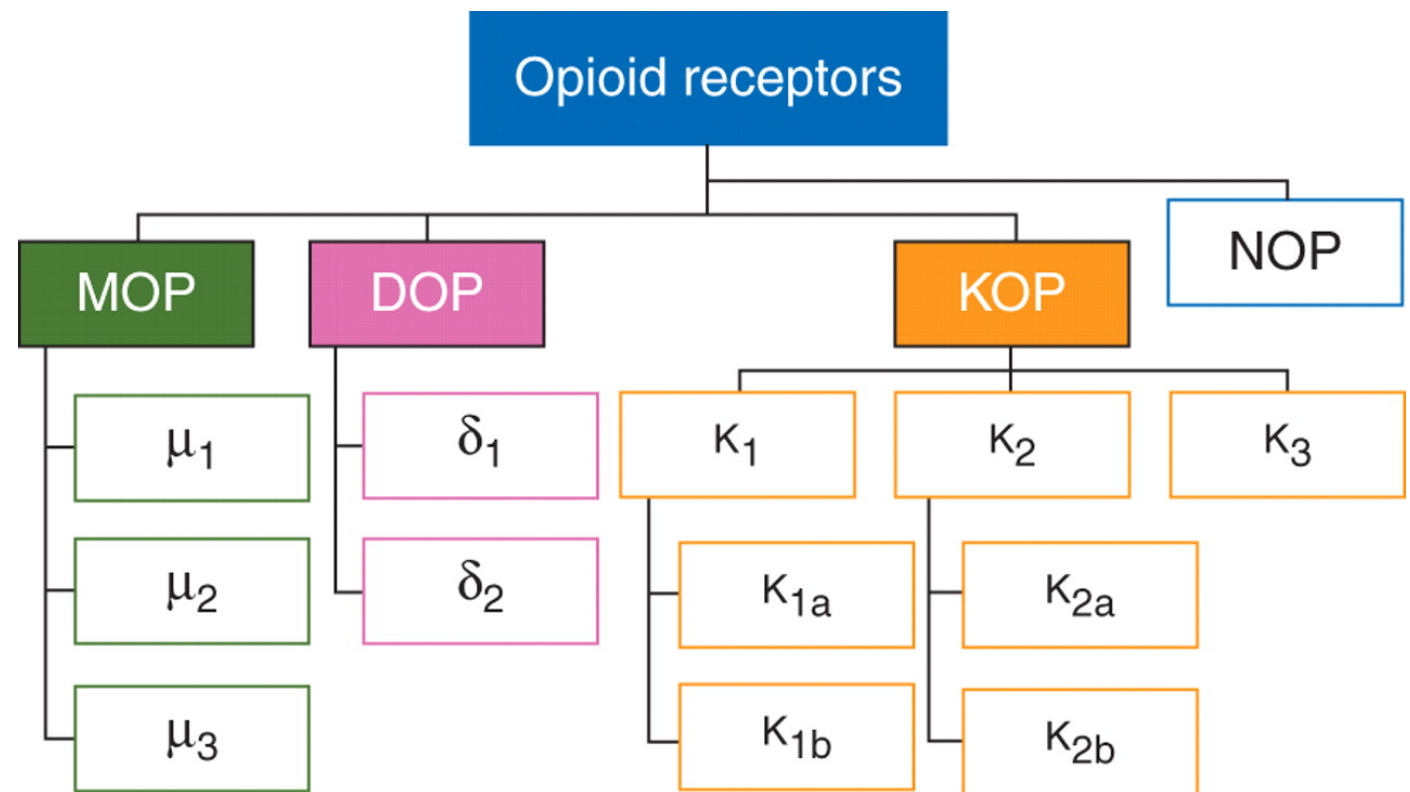 Opioid receptors
MOP
DOP
KOP
NOP
μ1
δ1
κ1
κ2
κ3
μ2
δ2
κ1a
κ2a
μ3
κ1b
κ2b